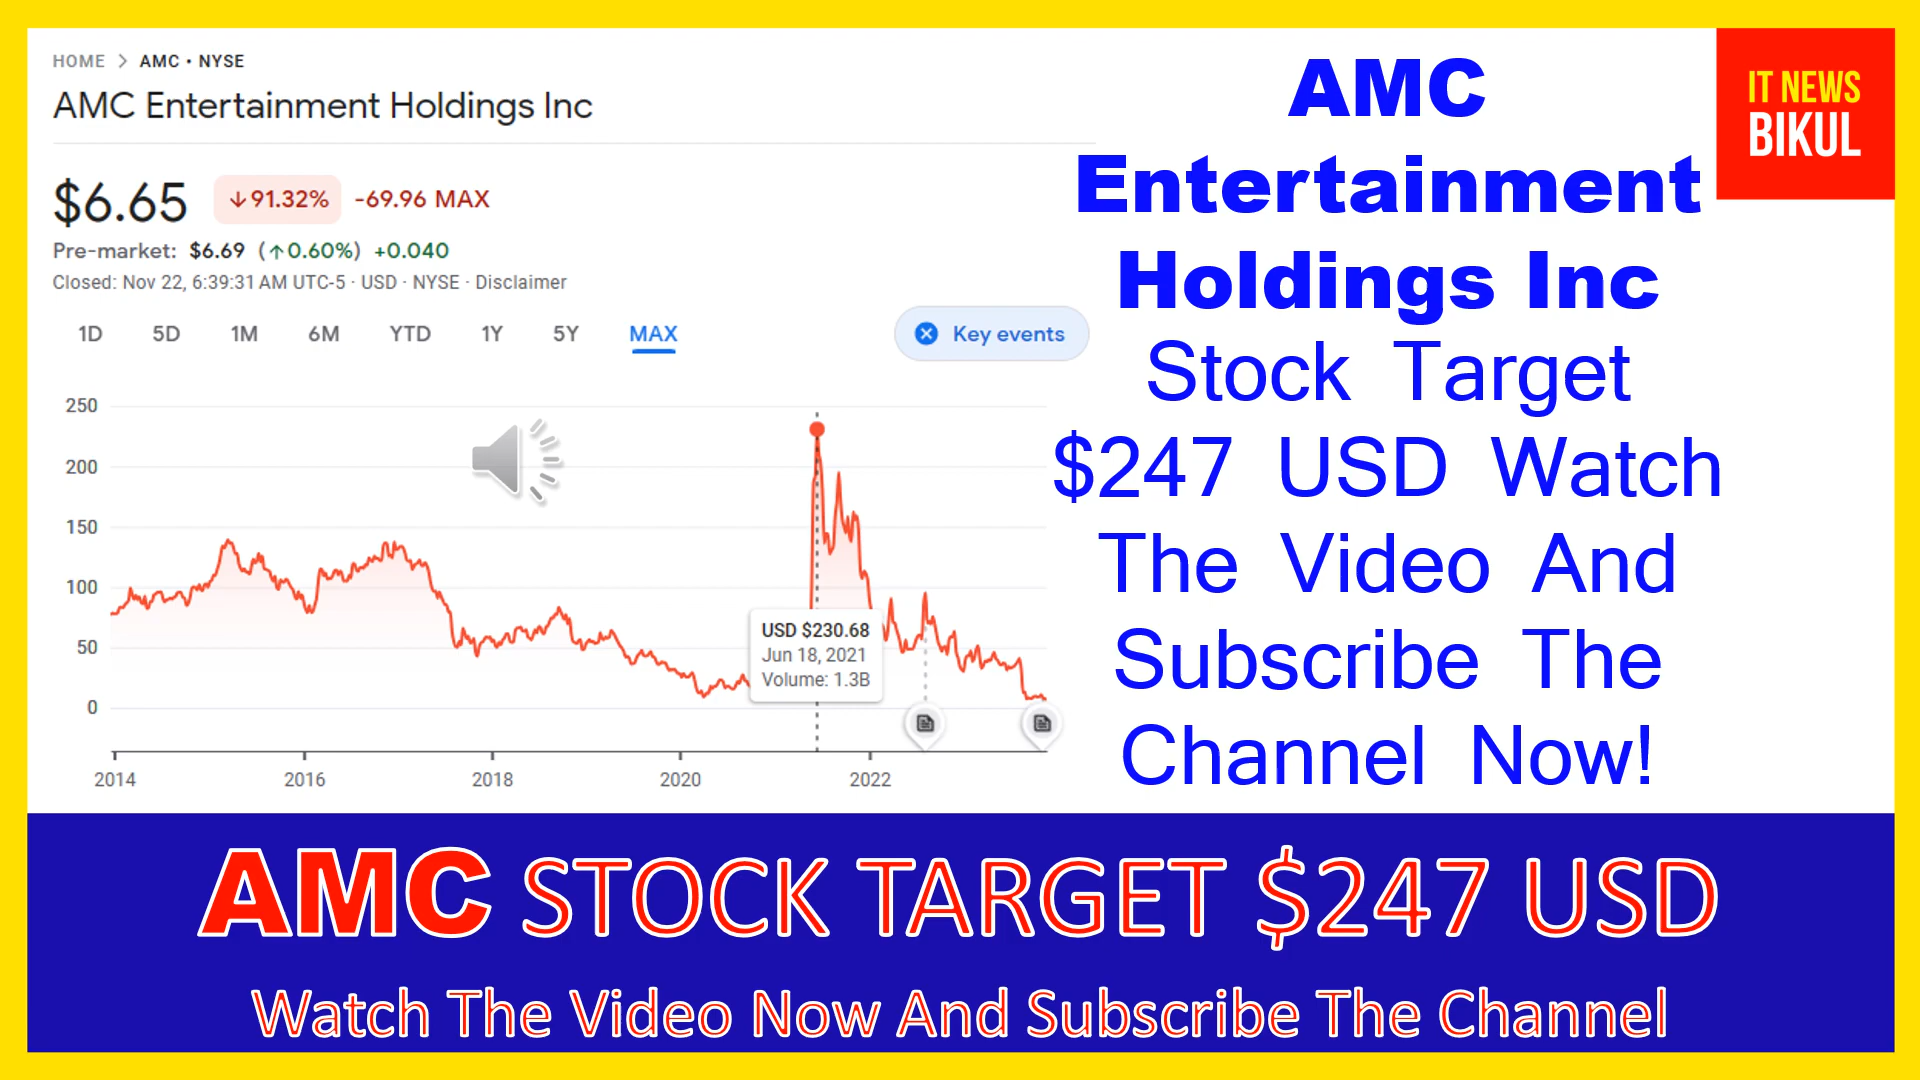 HOME > AMC • NYSE
AMC Entertainment Holdings Inc
$6.65 ↓91.32% -69.96 MAX
Pre-market: $6.69 (↑0.60%) +0.040
Closed: Nov 22, 6:39:31 AM UTC-5 · USD · NYSE · Disclaimer
1D 5D 1M 6M YTD 1Y 5Y MAX
Key events
250
200
150
100
50
0
USD $230.68
Jun 18, 2021
Volume: 1.3B
2014 2016 2018 2020 2022
AMC
Entertainment
Holdings Inc
Stock Target
$247 USD Watch
The Video And
Subscribe The
Channel Now!
IT NEWS
BIKUL
AMC STOCK TARGET $247 USD
Watch The Video Now And Subscribe The Channel